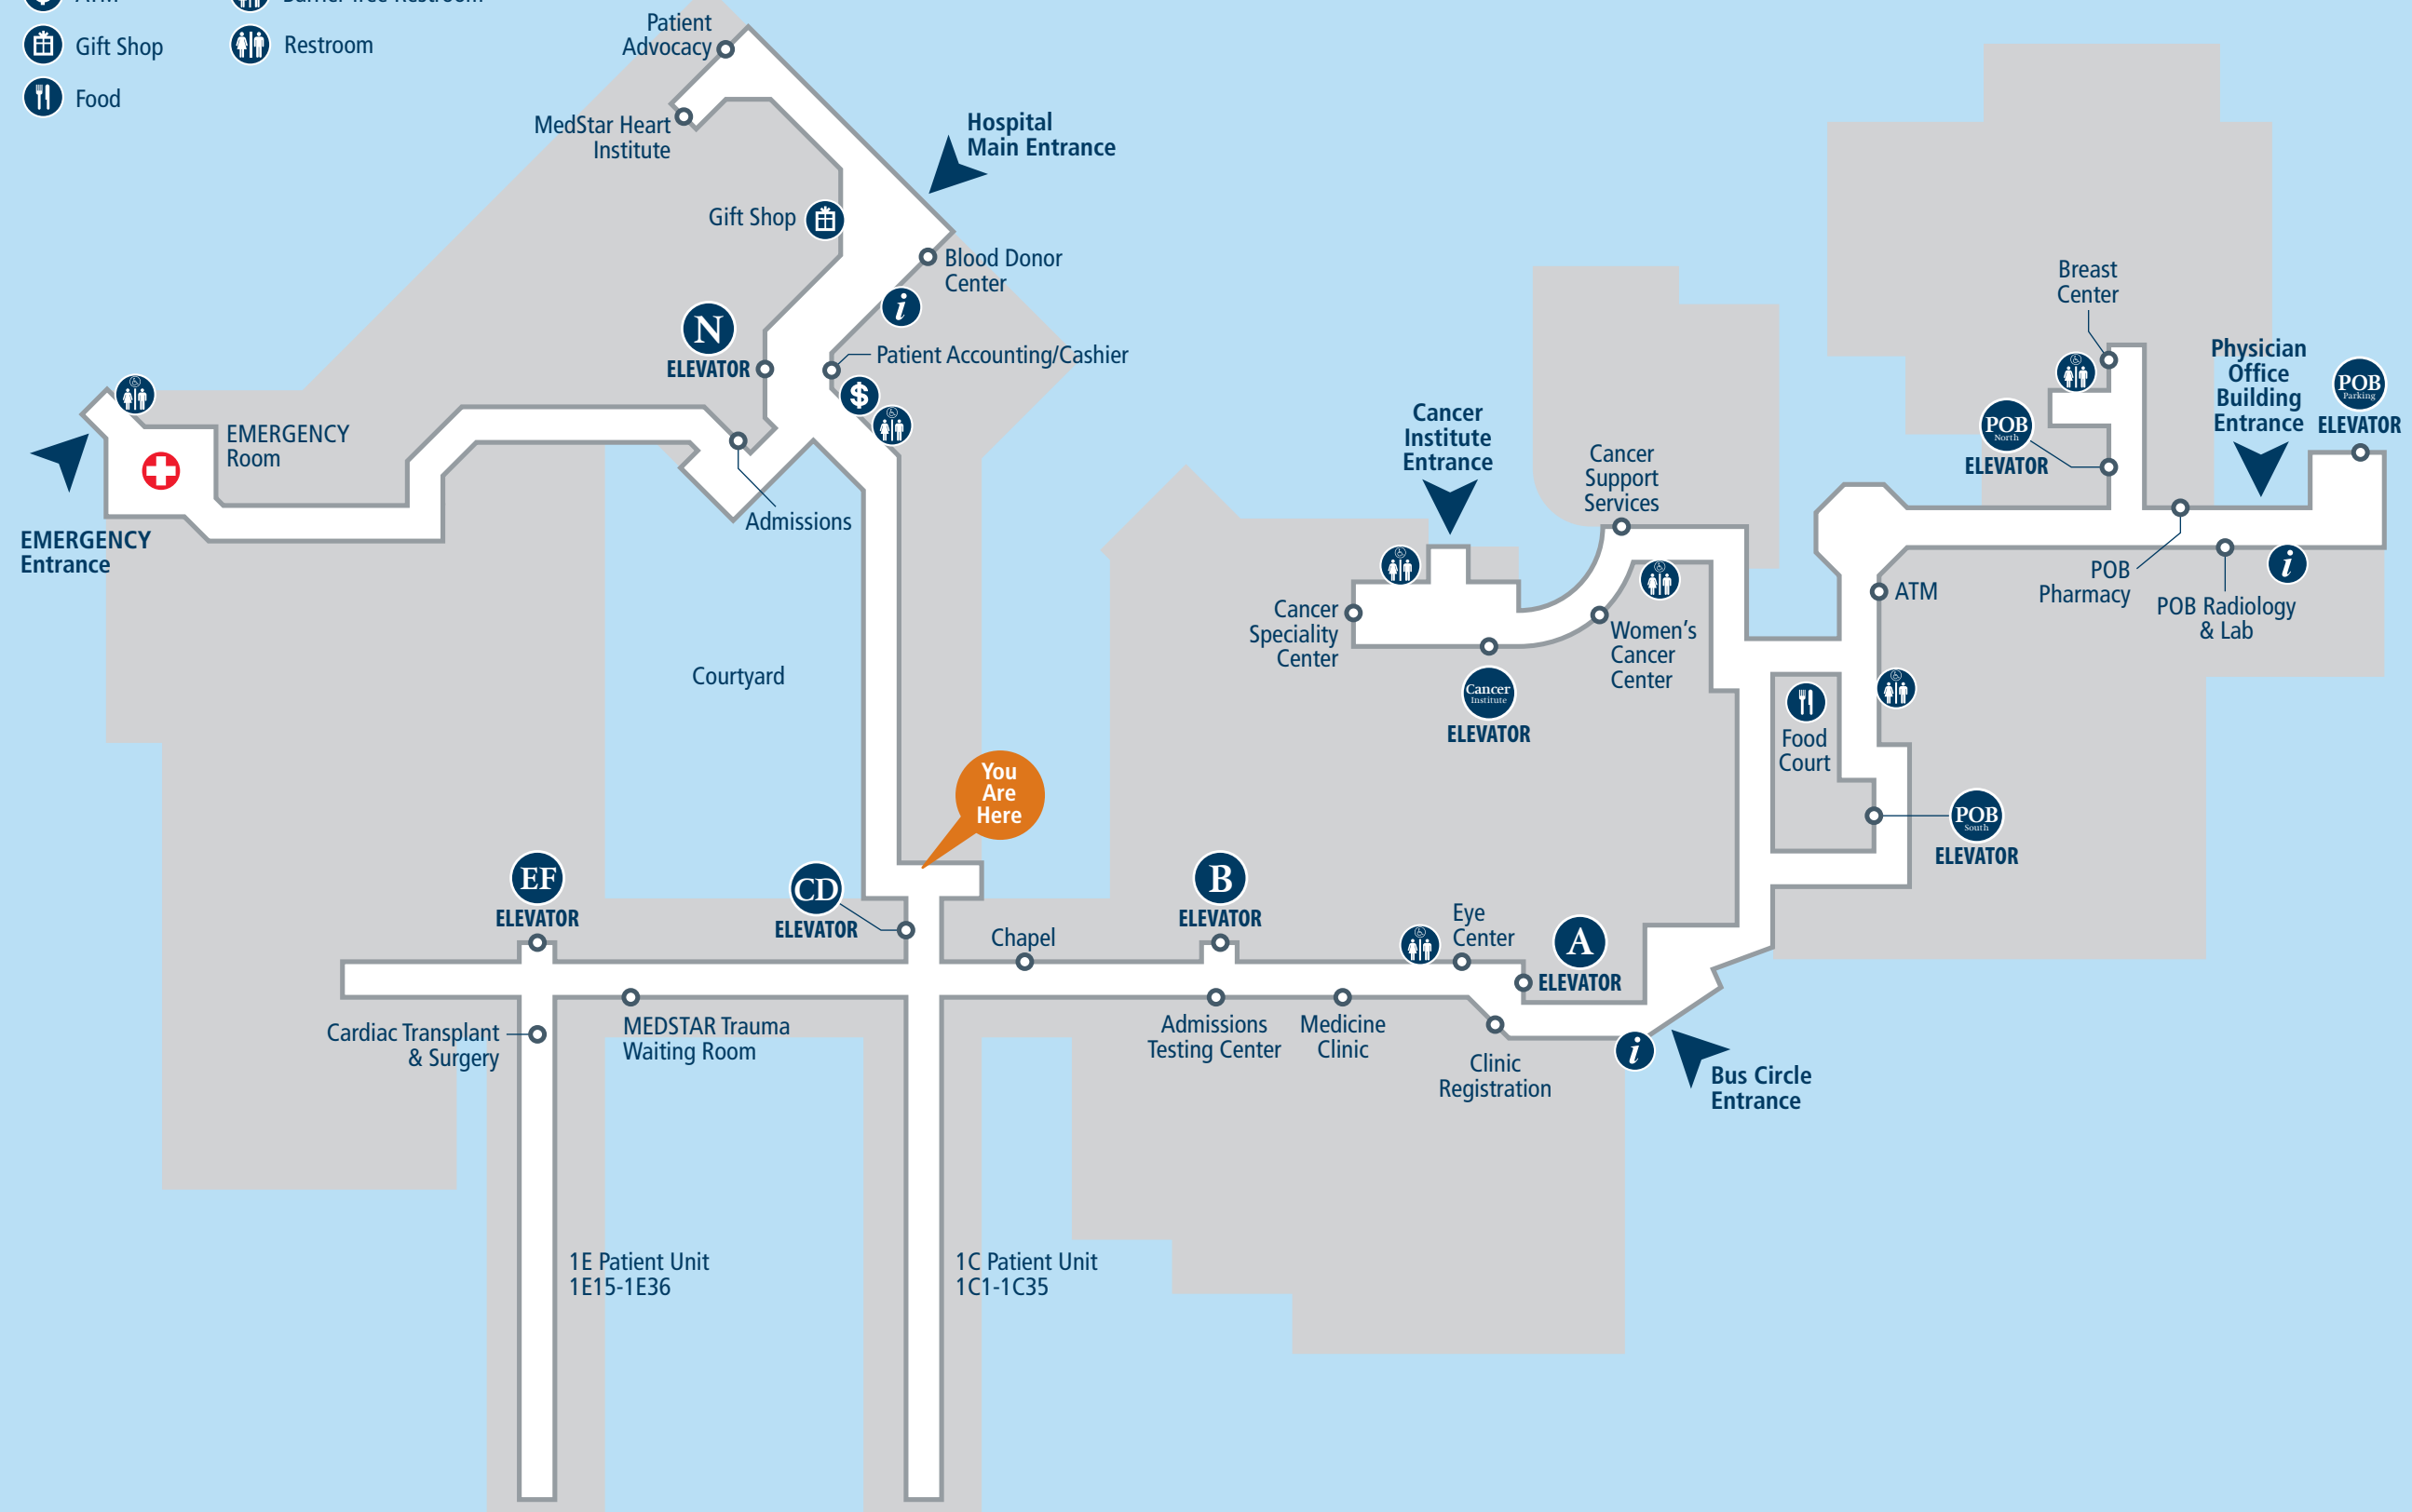 ATM
Barrier-free Restroom
Gift Shop
Restroom
Food
Patient
Advocacy
MedStar Heart
Institute
Hospital
Main Entrance
Gift Shop
Blood Donor
Center
i
N
ELEVATOR
Patient Accounting/Cashier
$
EMERGENCY
Room
EMERGENCY
Entrance
Admissions
Courtyard
You
Are
Here
EF
ELEVATOR
CD
ELEVATOR
Chapel
B
ELEVATOR
Eye
Center
A
ELEVATOR
Cardiac Transplant
& Surgery
MEDSTAR Trauma
Waiting Room
Admissions
Testing Center
Medicine
Clinic
Clinic
Registration
i
Bus Circle
Entrance
1E Patient Unit
1E15-1E36
1C Patient Unit
1C1-1C35
Cancer
Institute
Entrance
Cancer
Support
Services
Cancer
Speciality
Center
Women's
Cancer
Center
Cancer
Institute
ELEVATOR
Food
Court
POB
South
ELEVATOR
ATM
Breast
Center
POB
North
ELEVATOR
Physician
Office
Building
Entrance
POB
Parking
ELEVATOR
POB
Pharmacy
POB Radiology
& Lab
i